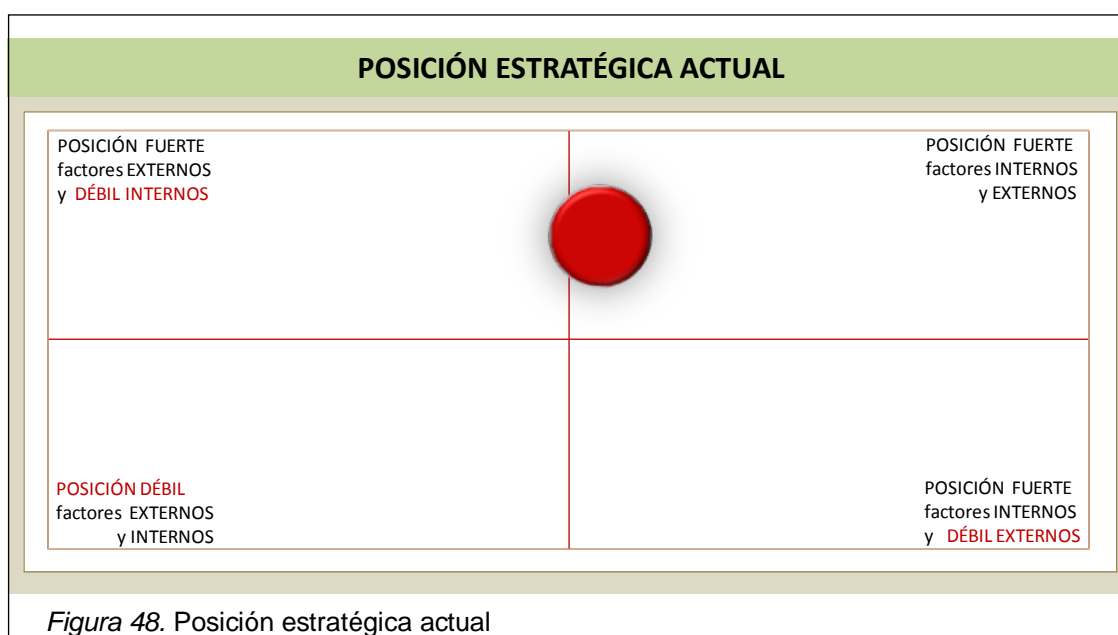 POSICIÓN ESTRATÉGICA ACTUAL
POSICIÓN FUERTE
factores EXTERNOS
y DÉBIL INTERNOS
POSICIÓN FUERTE
factores INTERNOS
y EXTERNOS
POSICIÓN DÉBIL
factores EXTERNOS
y INTERNOS
POSICIÓN FUERTE
factores INTERNOS
y DÉBIL EXTERNOS
Figura 48. Posición estratégica actual